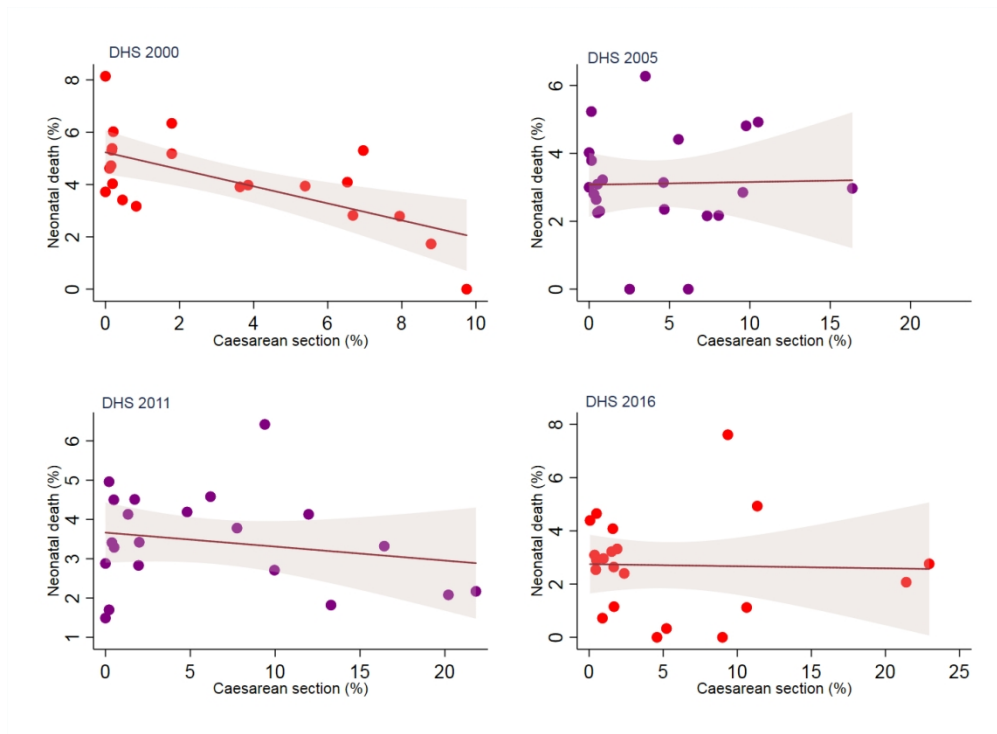 DHS 2000
Neonatal death (%)
8
6
4
2
0
0 2 4 6 8 10
Caesarean section (%)
DHS 2005
Neonatal death (%)
6
4
2
0
0 5 10 15 20
Caesarean section (%)
DHS 2011
Neonatal death (%)
6
5
4
3
2
1
0 5 10 15 20
Caesarean section (%)
DHS 2016
Neonatal death (%)
8
6
4
2
0
0 5 10 15 20 25
Caesarean section (%)